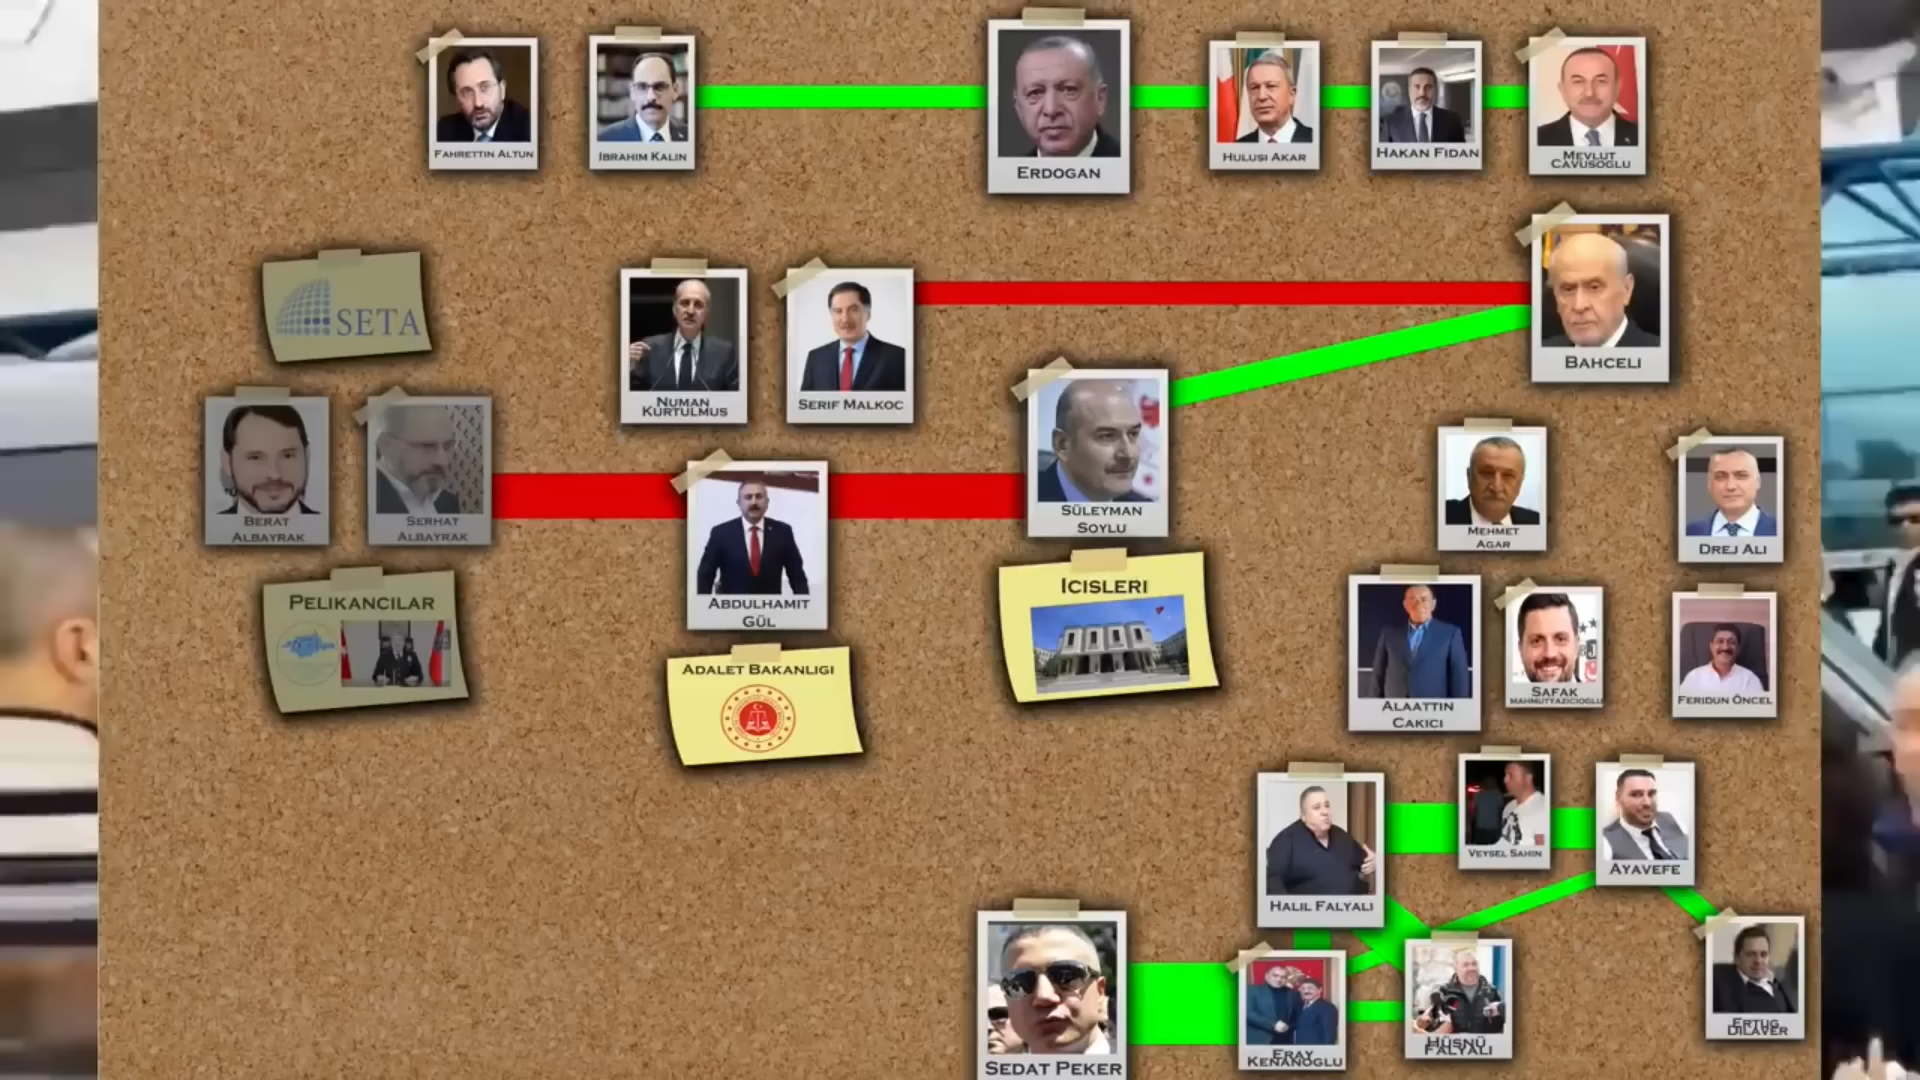 FAHRETTIN ALTUN
IBRAHIM KALIN
ERDOGAN
HULUSI AKAR
HAKAN FIDAN
MEVLUT
CAVUSOGLU
SETA
NUMAN
KURTULMUS
SERIF MALKOC
BAHCELI
BERAT
ALBAYRAK
SERHAT
ALBAYRAK
SÜLEYMAN
SOYLU
MEHMET
AGAR
DREJ ALI
PELIKANCILAR
ABDULHAMIT
GÜL
ICISLERI
ADALET BAKANLIGI
ALAATTIN
CAKICI
SAFAK
MAHMUTYAZICIOGLU
FERIDUN ÖNCEL
HALIL FALYALI
VEYSEL SAHIN
AYAVEFE
SEDAT PEKER
ERAY
KENANOGLU
HÜSNÜ
FALYALI
ERTUG
DILAVER